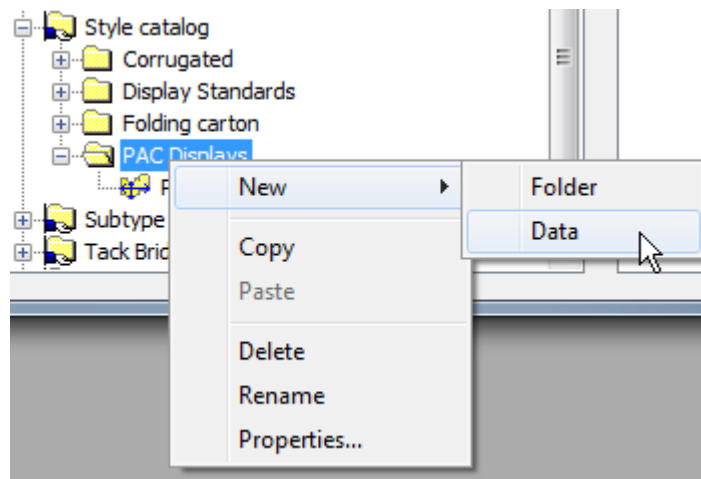 Style catalog
Corrugated
Display Standards
Folding carton
PAC Displays
Subtype
Tack Brid
New
Folder
Data
Copy
Paste
Delete
Rename
Properties...